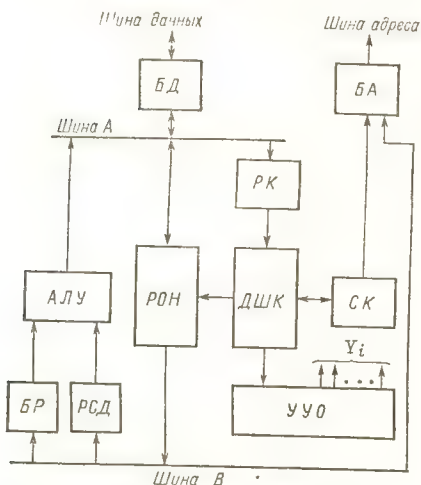 Шина данных
Шина адреса
БД
БА
Шина А
РК
АЛУ
РОН
ДШК
СК
Yi
БР
РСД
УУО
Шина В